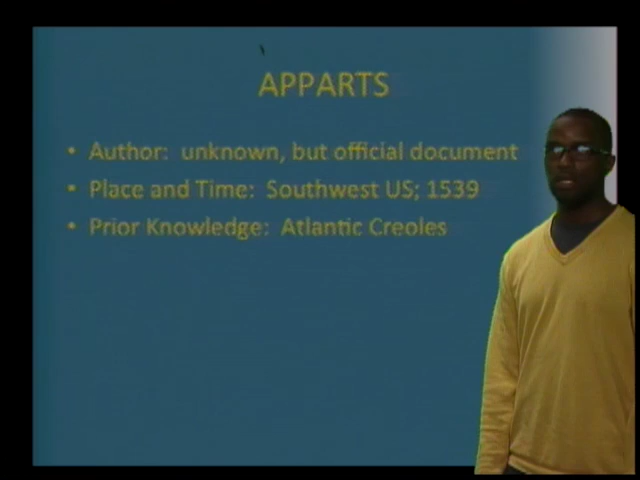 APPARTS
• Author: unknown, but official document
• Place and Time: Southwest US; 1539
• Prior Knowledge: Atlantic Creoles